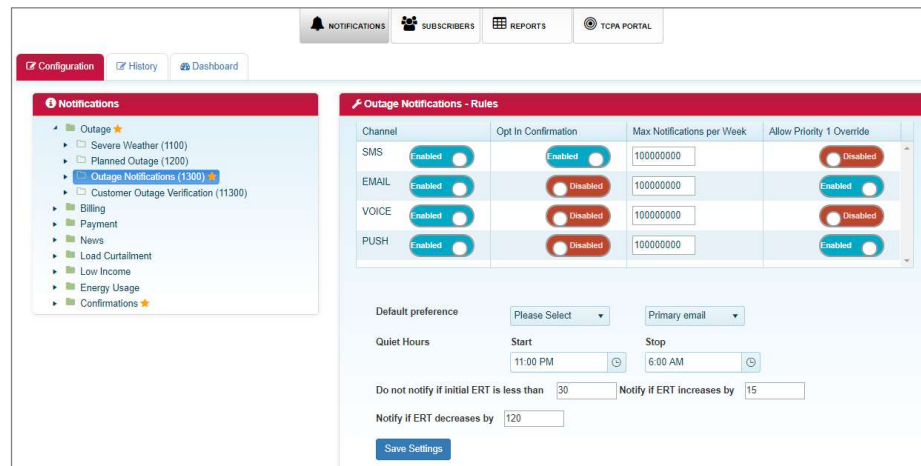 NOTIFICATIONS SUBSCRIBERS REPORTS TCPA PORTAL
Configuration History Dashboard
Notifications
Outage
Severe Weather (1100)
Planned Outage (1200)
Outage Notifications (1300)
Customer Outage Verification (11300)
Billing
Payment
News
Load Curtailment
Low Income
Energy Usage
Confirmations
Outage Notifications - Rules
Channel Opt In Confirmation Max Notifications per Week Allow Priority 1 Override
SMS Enabled Enabled 100000000 Disabled
EMAIL Enabled Disabled 100000000 Enabled
VOICE Enabled Disabled 100000000 Disabled
PUSH Enabled Disabled 100000000 Enabled
Default preference Please Select Primary email
Quiet Hours Start Stop
11:00 PM 6:00 AM
Do not notify if initial ERT is less than 30 Notify if ERT increases by 15
Notify if ERT decreases by 120
Save Settings